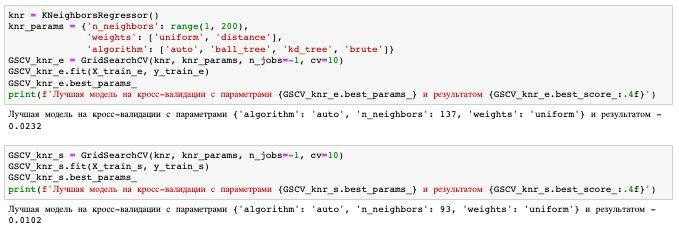 knr = KNeighborsRegressor()
knr_params = {'n_neighbors': range(1, 200),
'weights': ['uniform', 'distance'],
'algorithm': ['auto', 'ball_tree', 'kd_tree', 'brute']}
GSCV_knr_e = GridSearchCV(knr, knr_params, n_jobs=-1, cv=10)
GSCV_knr_e.fit(X_train_e, y_train_e)
GSCV_knr_e.best_params_
print(f'Лучшая модель на кросс-валидации с параметрами {GSCV_knr_e.best_params_} и результатом {GSCV_knr_e.best_score_:.4f}')
Лучшая модель на кросс-валидации с параметрами {'algorithm': 'auto', 'n_neighbors': 137, 'weights': 'uniform'} и результатом -
0.0232
GSCV_knr_s = GridSearchCV(knr, knr_params, n_jobs=-1, cv=10)
GSCV_knr_s.fit(X_train_s, y_train_s)
GSCV_knr_s.best_params_
print(f'Лучшая модель на кросс-валидации с параметрами {GSCV_knr_s.best_params_} и результатом {GSCV_knr_s.best_score_:.4f}')
Лучшая модель на кросс-валидации с параметрами {'algorithm': 'auto', 'n_neighbors': 93, 'weights': 'uniform'} и результатом -
0.0102